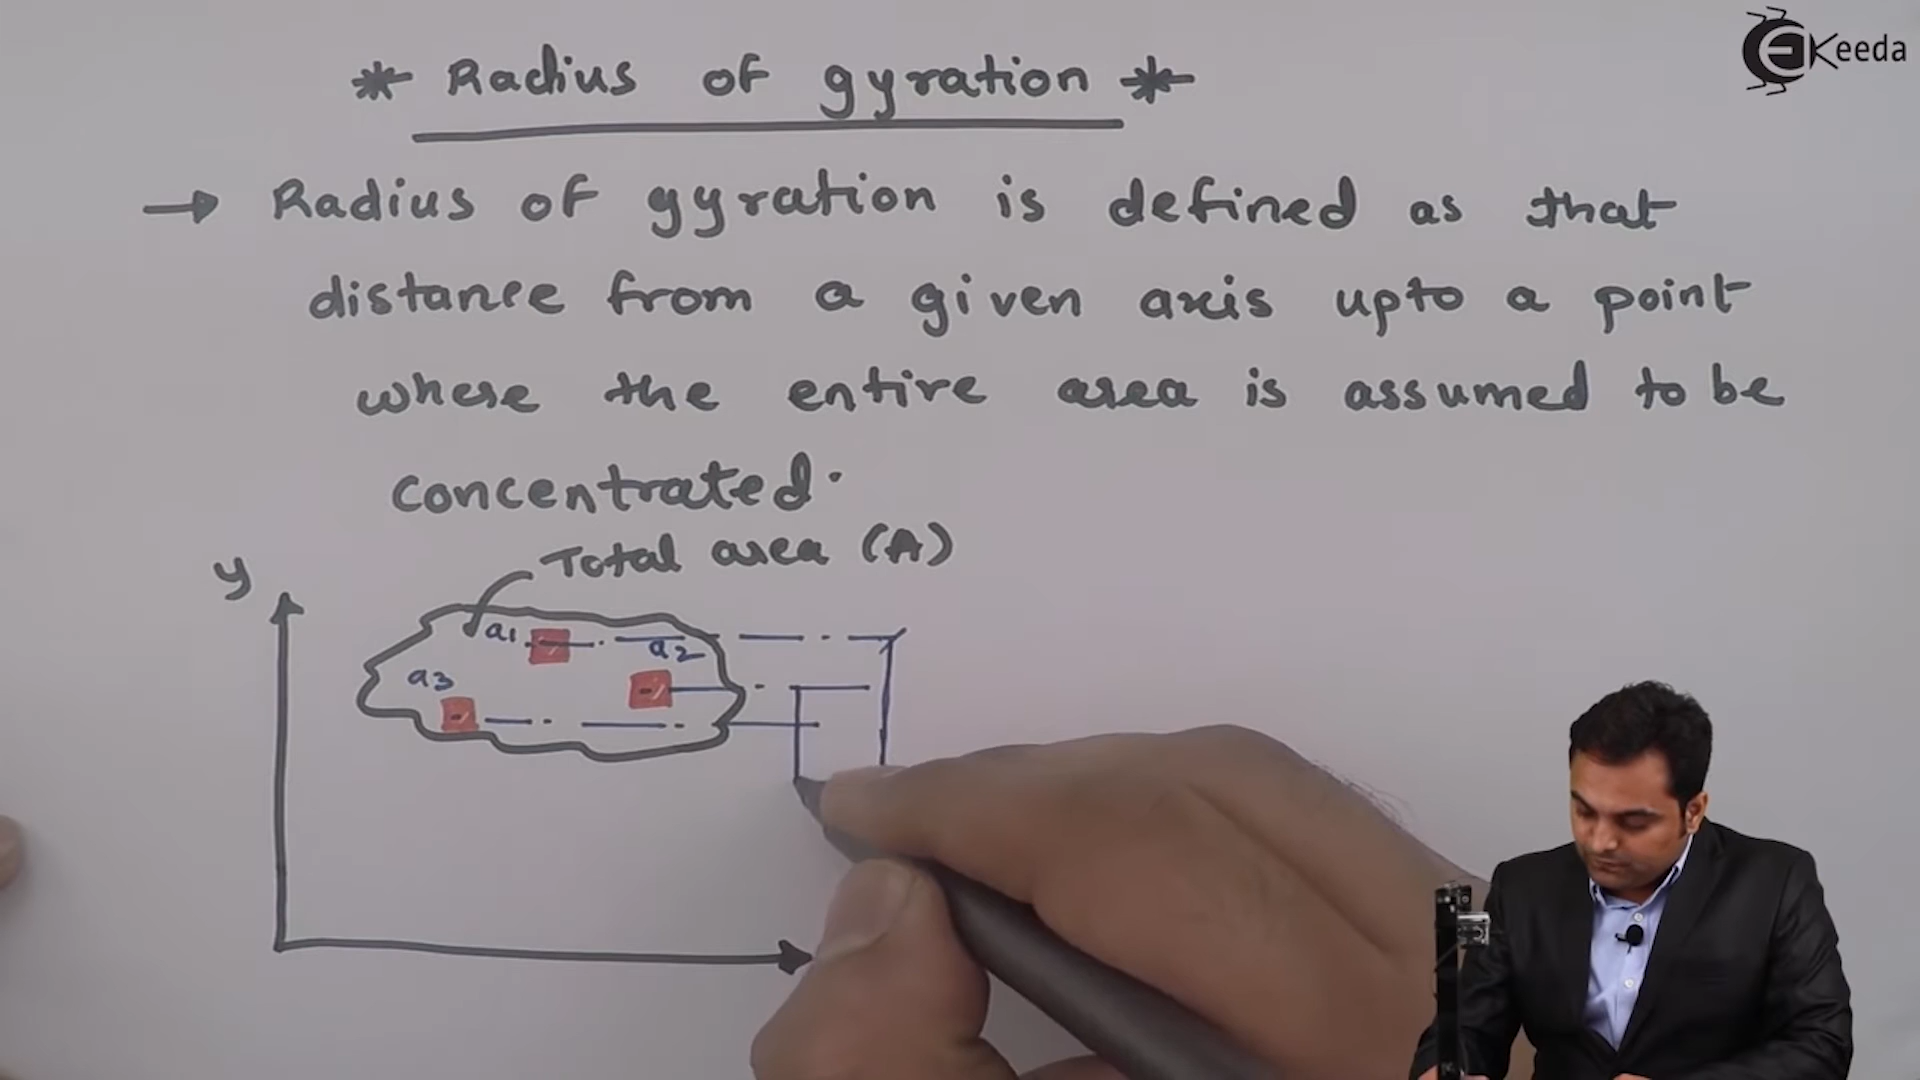 EKeeda
* Radius of gyration *
→ Radius of gyration is defined as that
distance from a given axis upto a point
where the entire area is assumed to be
concentrated.
Total area (A)
y
a1
a2
a3